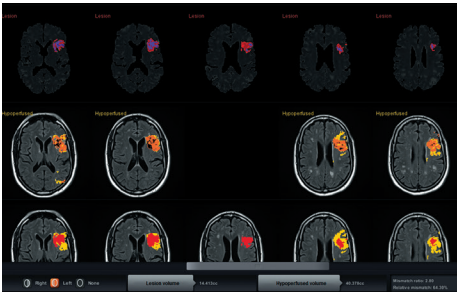 Lesion
Lesion
Lesion
Lesion
Lesion
Hypoperfused
Hypoperfused
Hypoperfused
Hypoperfused
Right
Left
None
Lesion volume
Hypoperfused volume
Mismatch ratio:
Relative mismatch: